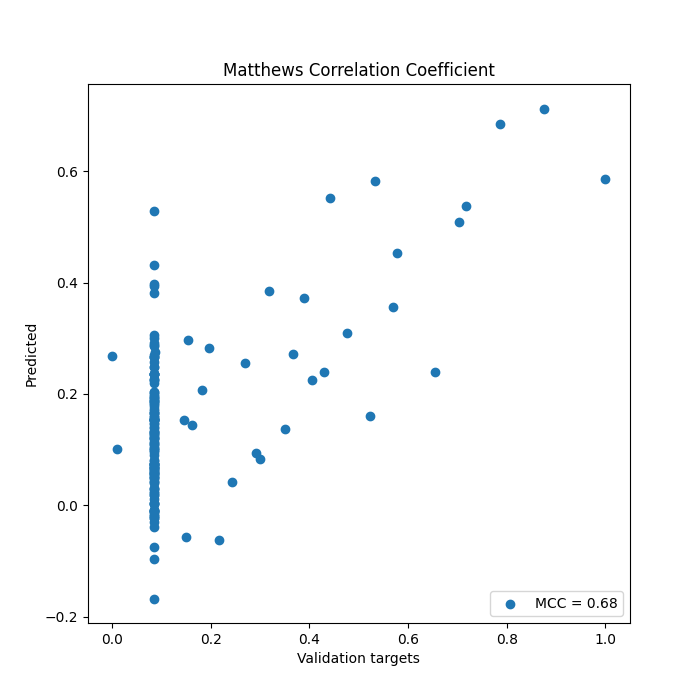 Matthews Correlation Coefficient
Predicted
0.6
0.4
0.2
0.0
−0.2
MCC = 0.68
0.0 0.2 0.4 0.6 0.8 1.0
Validation targets